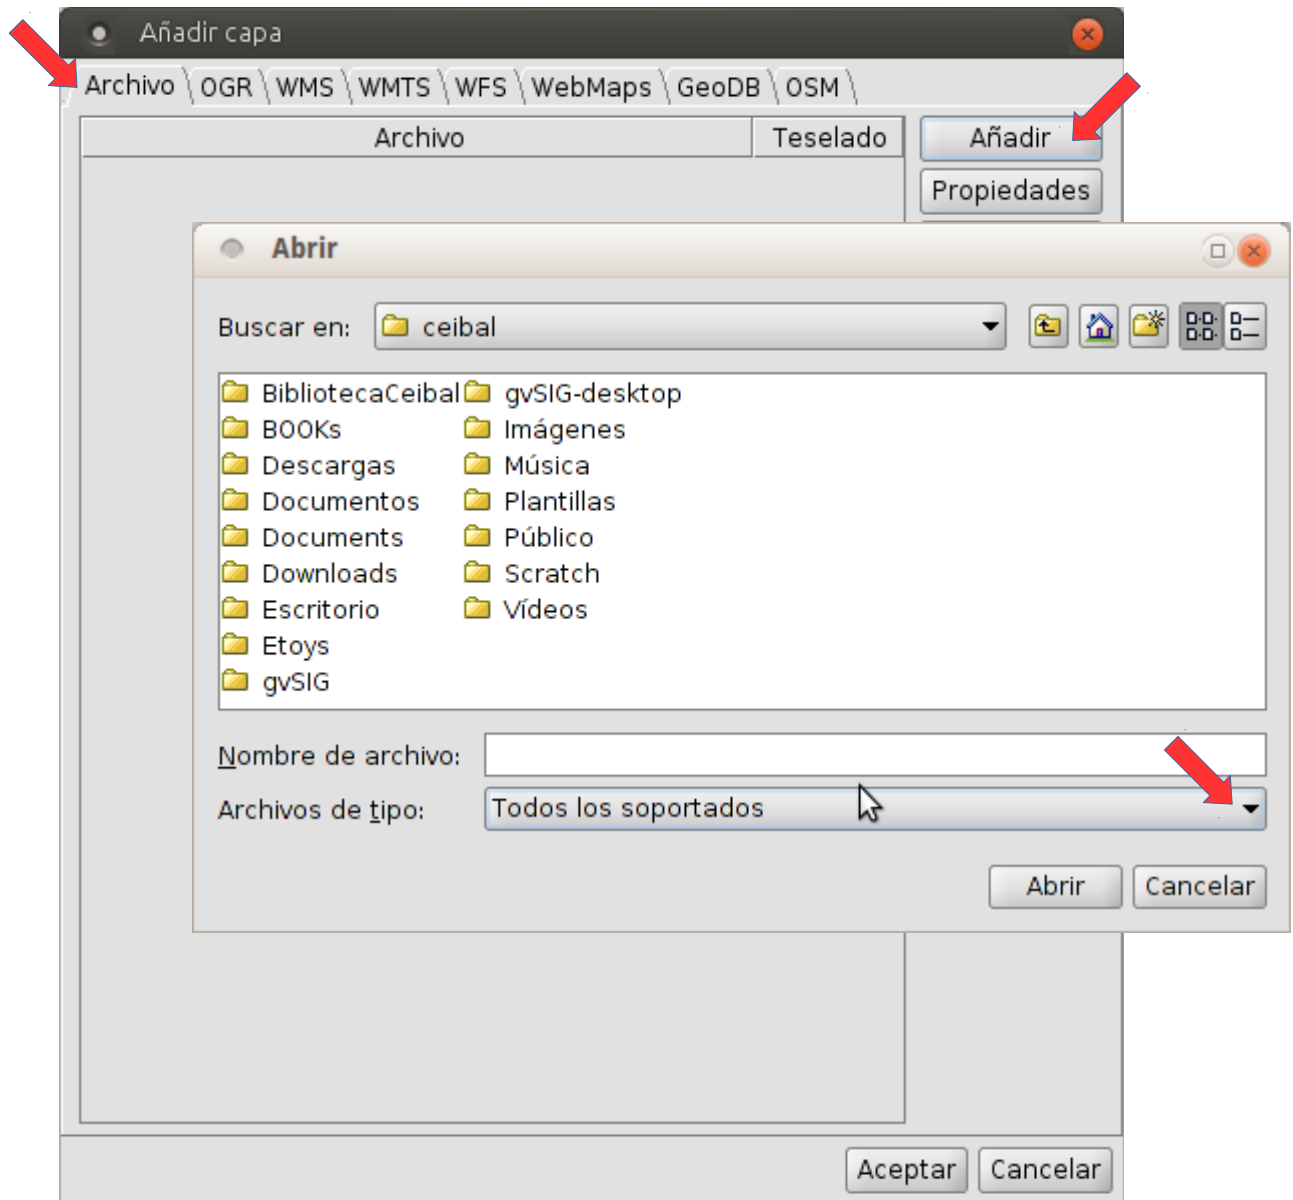 Añadir capa
Archivo OGR WMS WMTS WFS WebMaps GeoDB OSM
Archivo Teselado Añadir
Propiedades
Abrir
Buscar en: ceibal
BibliotecaCeibal gvSIG-desktop
BOOKs Imágenes
Descargas Música
Documentos Plantillas
Documents Público
Downloads Scratch
Escritorio Vídeos
Etoys
gvSIG
Nombre de archivo:
Archivos de tipo: Todos los soportados
Abrir Cancelar
Aceptar Cancelar